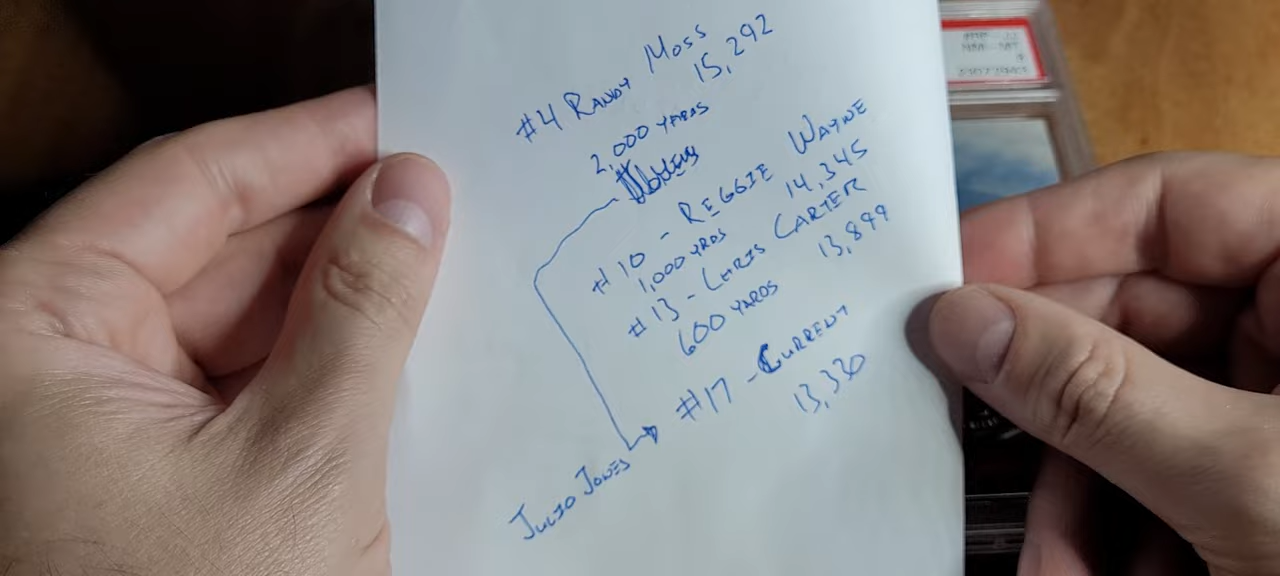 #4 RANDY MOSS
15,292
2,000 YARDS
#10 - REGGIE WAYNE
1,000 YARDS 14,345
#13 - CHRIS CARTER
600 YARDS 13,899
#17 - CURRENT
13,330
JULIO JONES